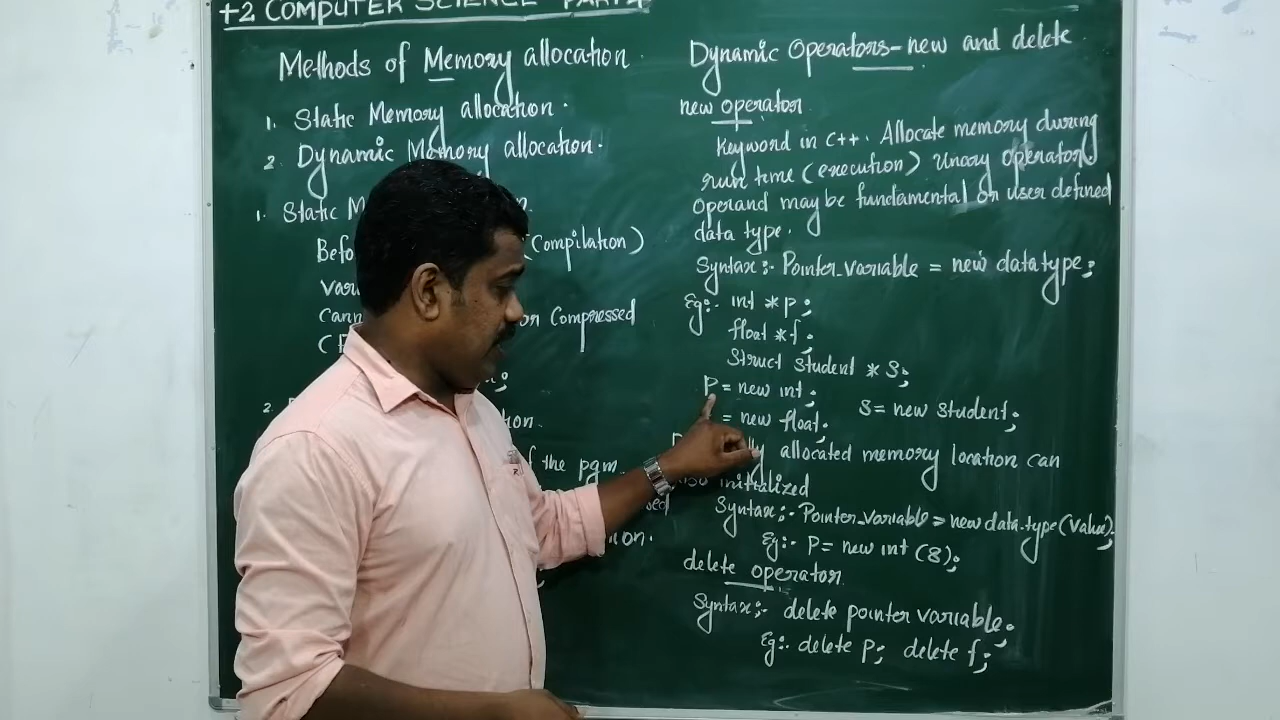 +2 COMPUTER SCIENCE PART
Methods of Memory allocation.
1. Static Memory allocation.
2. Dynamic Memory allocation.
1. Static
(Compilation)
Compressed
2.
of the pgm.
Dynamic Operators - new and delete
new operator
Keyword in C++. Allocate memory during
run time (execution) Unary operator
operand may be fundamental or user defined
data type.
Syntax:- Pointer_variable = new datatype;
Eg:- int *p;
float *f;
Struct student *S;
P = new int;
S = new student;
= new float;
allocated memory location can
initialized
Syntax:- Pointer_variable = new data-type(Value);
Eg:- P = new int (8);
delete operator
Syntax:- delete pointer variable;
Eg:- delete p; delete f;